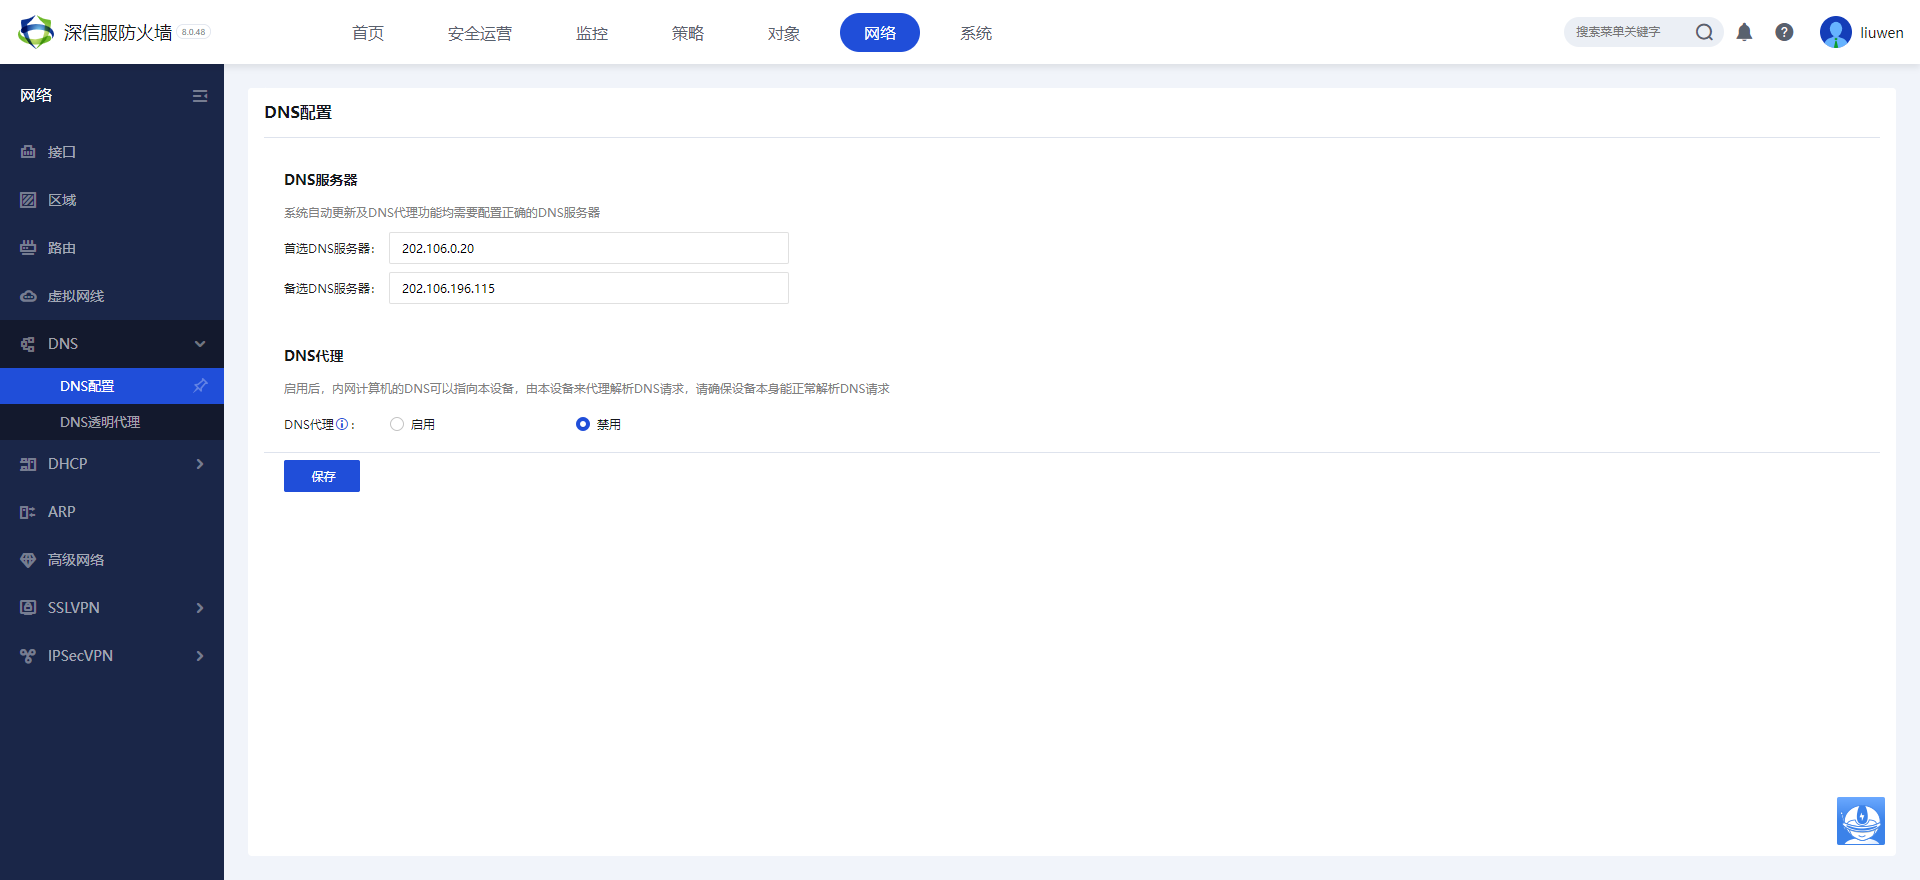 深信服防火墙 8.0.48
首页 安全运营 监控 策略 对象 网络 系统
搜索菜单关键字
liuwen
网络
接口
区域
路由
虚拟网线
DNS
DNS配置
DNS透明代理
DHCP
ARP
高级网络
SSLVPN
IPSecVPN
DNS配置
DNS服务器
系统自动更新及DNS代理功能均需要配置正确的DNS服务器
首选DNS服务器： 202.106.0.20
备选DNS服务器： 202.106.196.115
DNS代理
启用后，内网计算机的DNS可以指向本设备，由本设备来代理解析DNS请求，请确保设备本身能正常解析DNS请求
DNS代理： 启用 禁用
保存